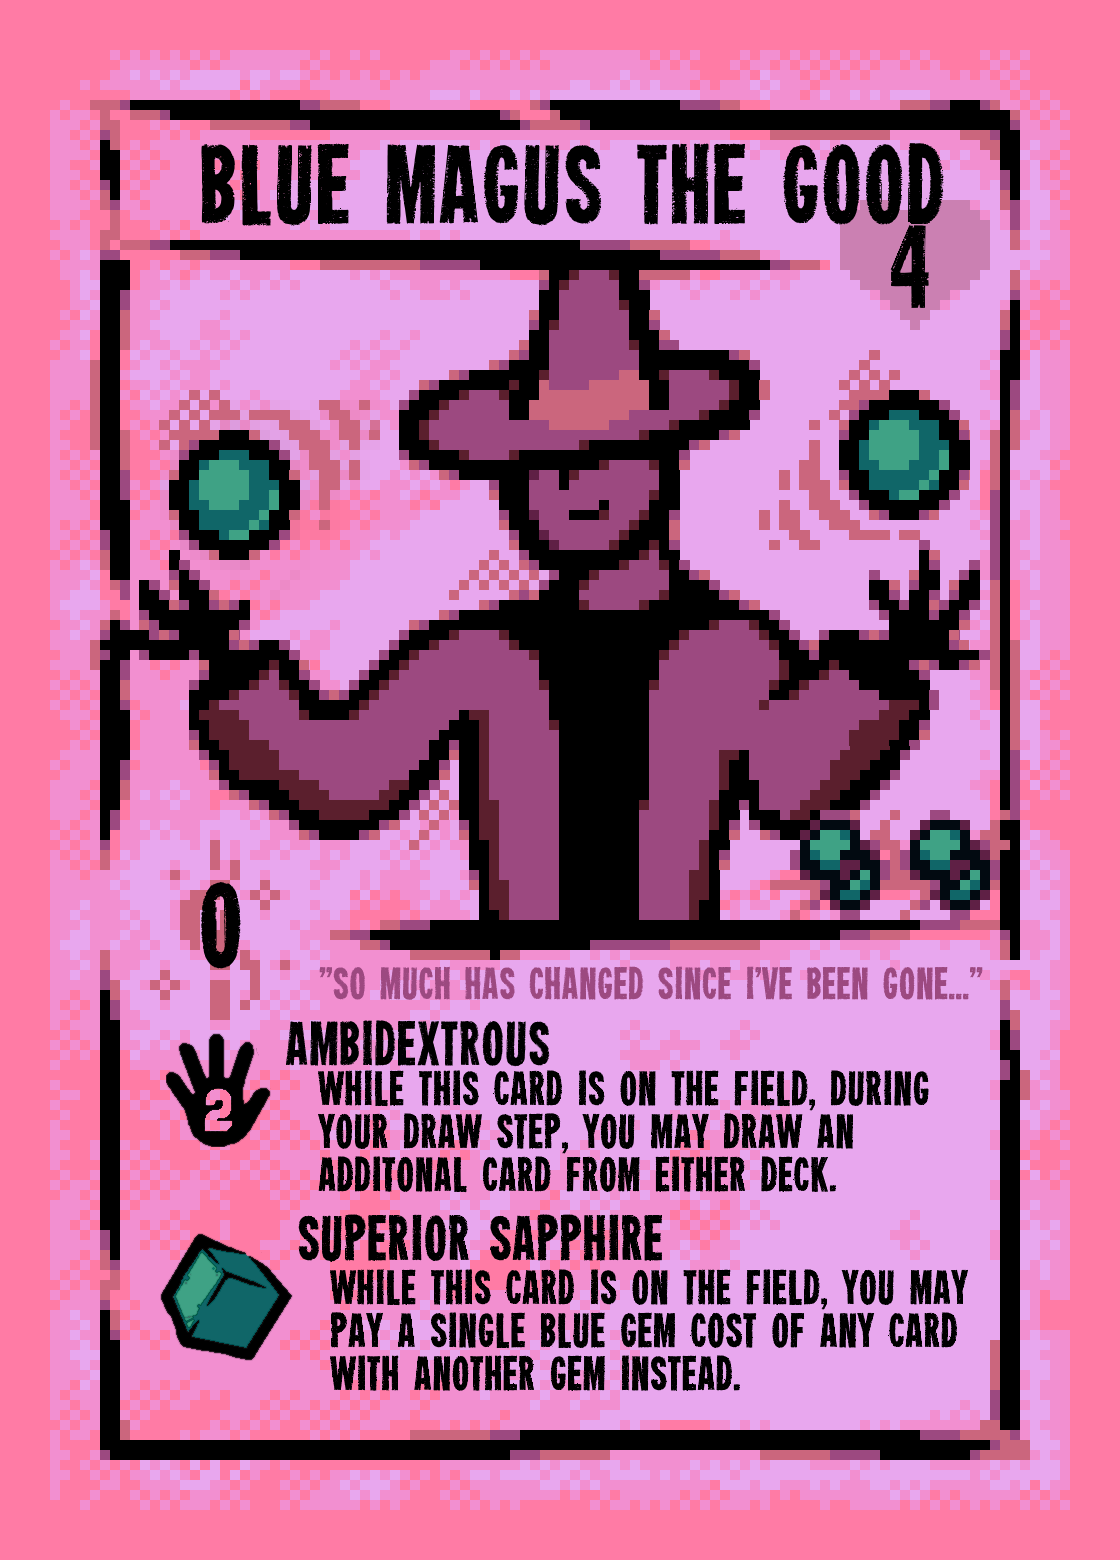 BLUE MAGUS THE GOOD
4
0
"SO MUCH HAS CHANGED SINCE I'VE BEEN GONE..."
AMBIDEXTROUS
2
WHILE THIS CARD IS ON THE FIELD, DURING
YOUR DRAW STEP, YOU MAY DRAW AN
ADDITONAL CARD FROM EITHER DECK.
SUPERIOR SAPPHIRE
WHILE THIS CARD IS ON THE FIELD, YOU MAY
PAY A SINGLE BLUE GEM COST OF ANY CARD
WITH ANOTHER GEM INSTEAD.